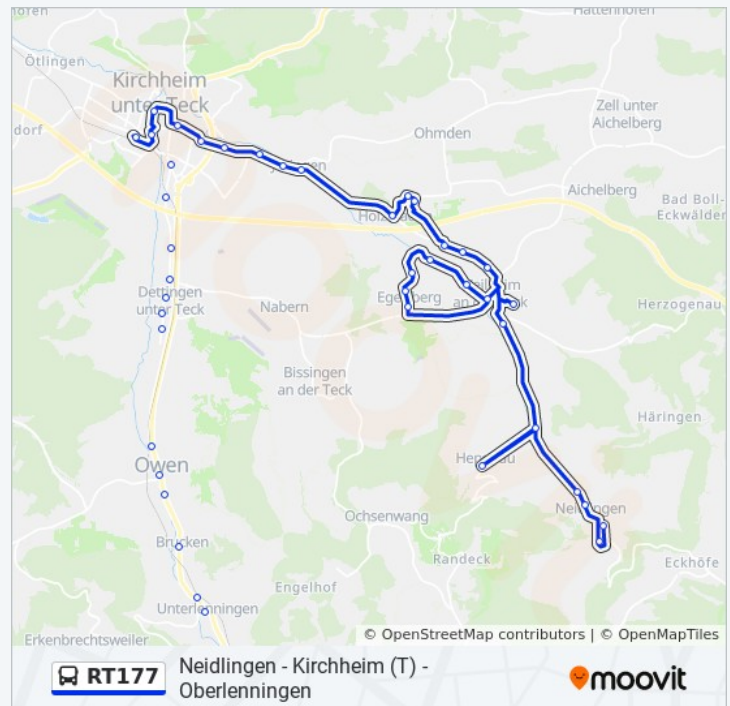 Hattenhofen
Ötlingen
Kirchheim
unter Teck
Zell unter
Aichelberg
Ohmden
dorf
Aichelberg
Bad Boll-
Eckwälden
Dettingen
unter Teck
Nabern
Herzogenau
Bissingen
an der Teck
Häringen
Owen
Ochsenwang
Randeck
Brucken
Eckhöfe
Engelhof
Unterlenningen
Erkenbrechtsweiler
© OpenStreetMap contributors | © OpenMapTiles
RT177
Neidlingen - Kirchheim (T) -
Oberlenningen
moovit